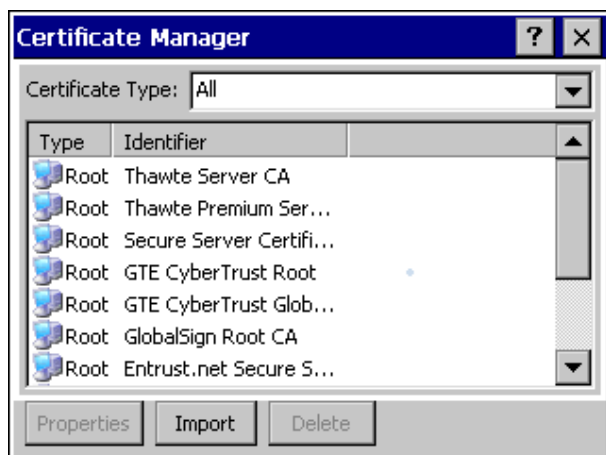 Certificate Manager ? ×
Certificate Type: All
Type Identifier
Root Thawte Server CA
Root Thawte Premium Ser...
Root Secure Server Certifi...
Root GTE CyberTrust Root
Root GTE CyberTrust Glob...
Root GlobalSign Root CA
Root Entrust.net Secure S...
Properties Import Delete